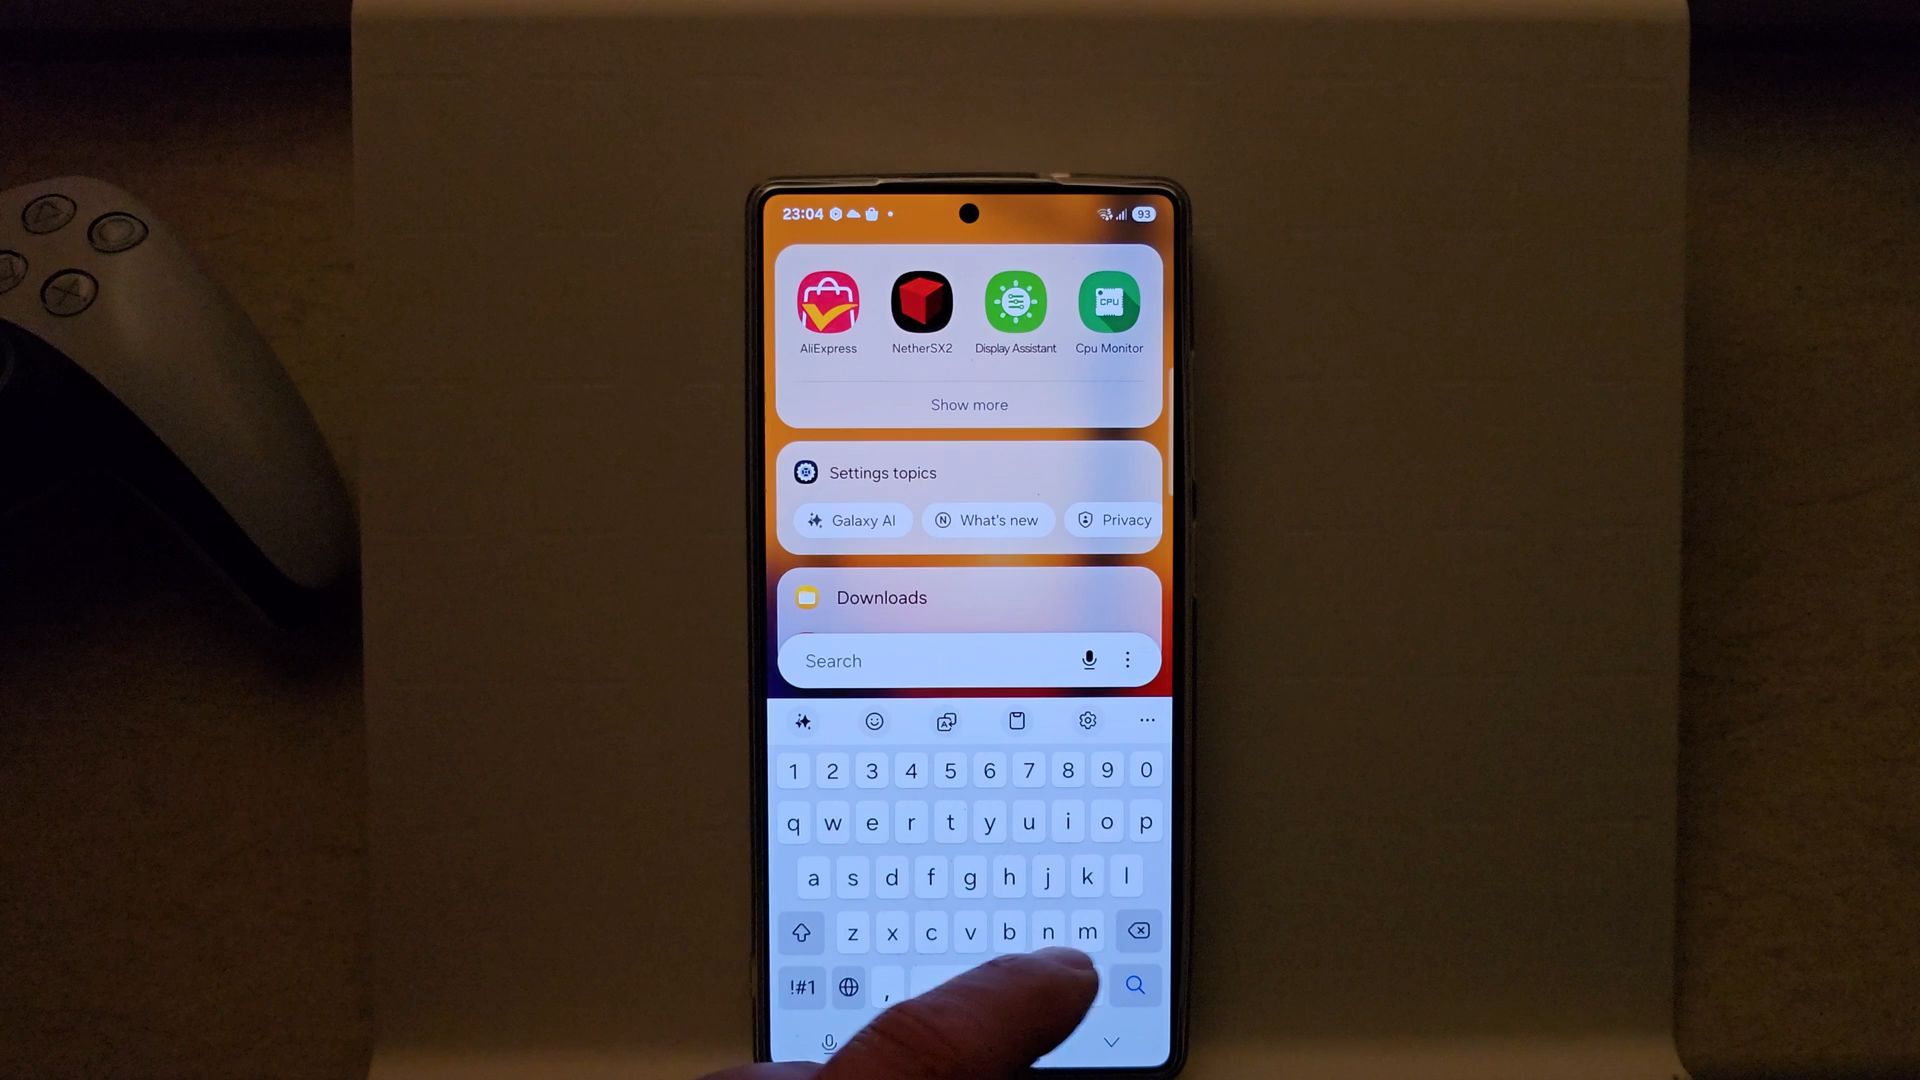 23:04 93
CPU
AliExpress NetherSX2 Display Assistant Cpu Monitor
Show more
Settings topics
Galaxy AI N What's new Privacy
Downloads
Search
1 2 3 4 5 6 7 8 9 0
q w e r t y u i o p
a s d f g h j k l
z x c v b n m
!#1 ,